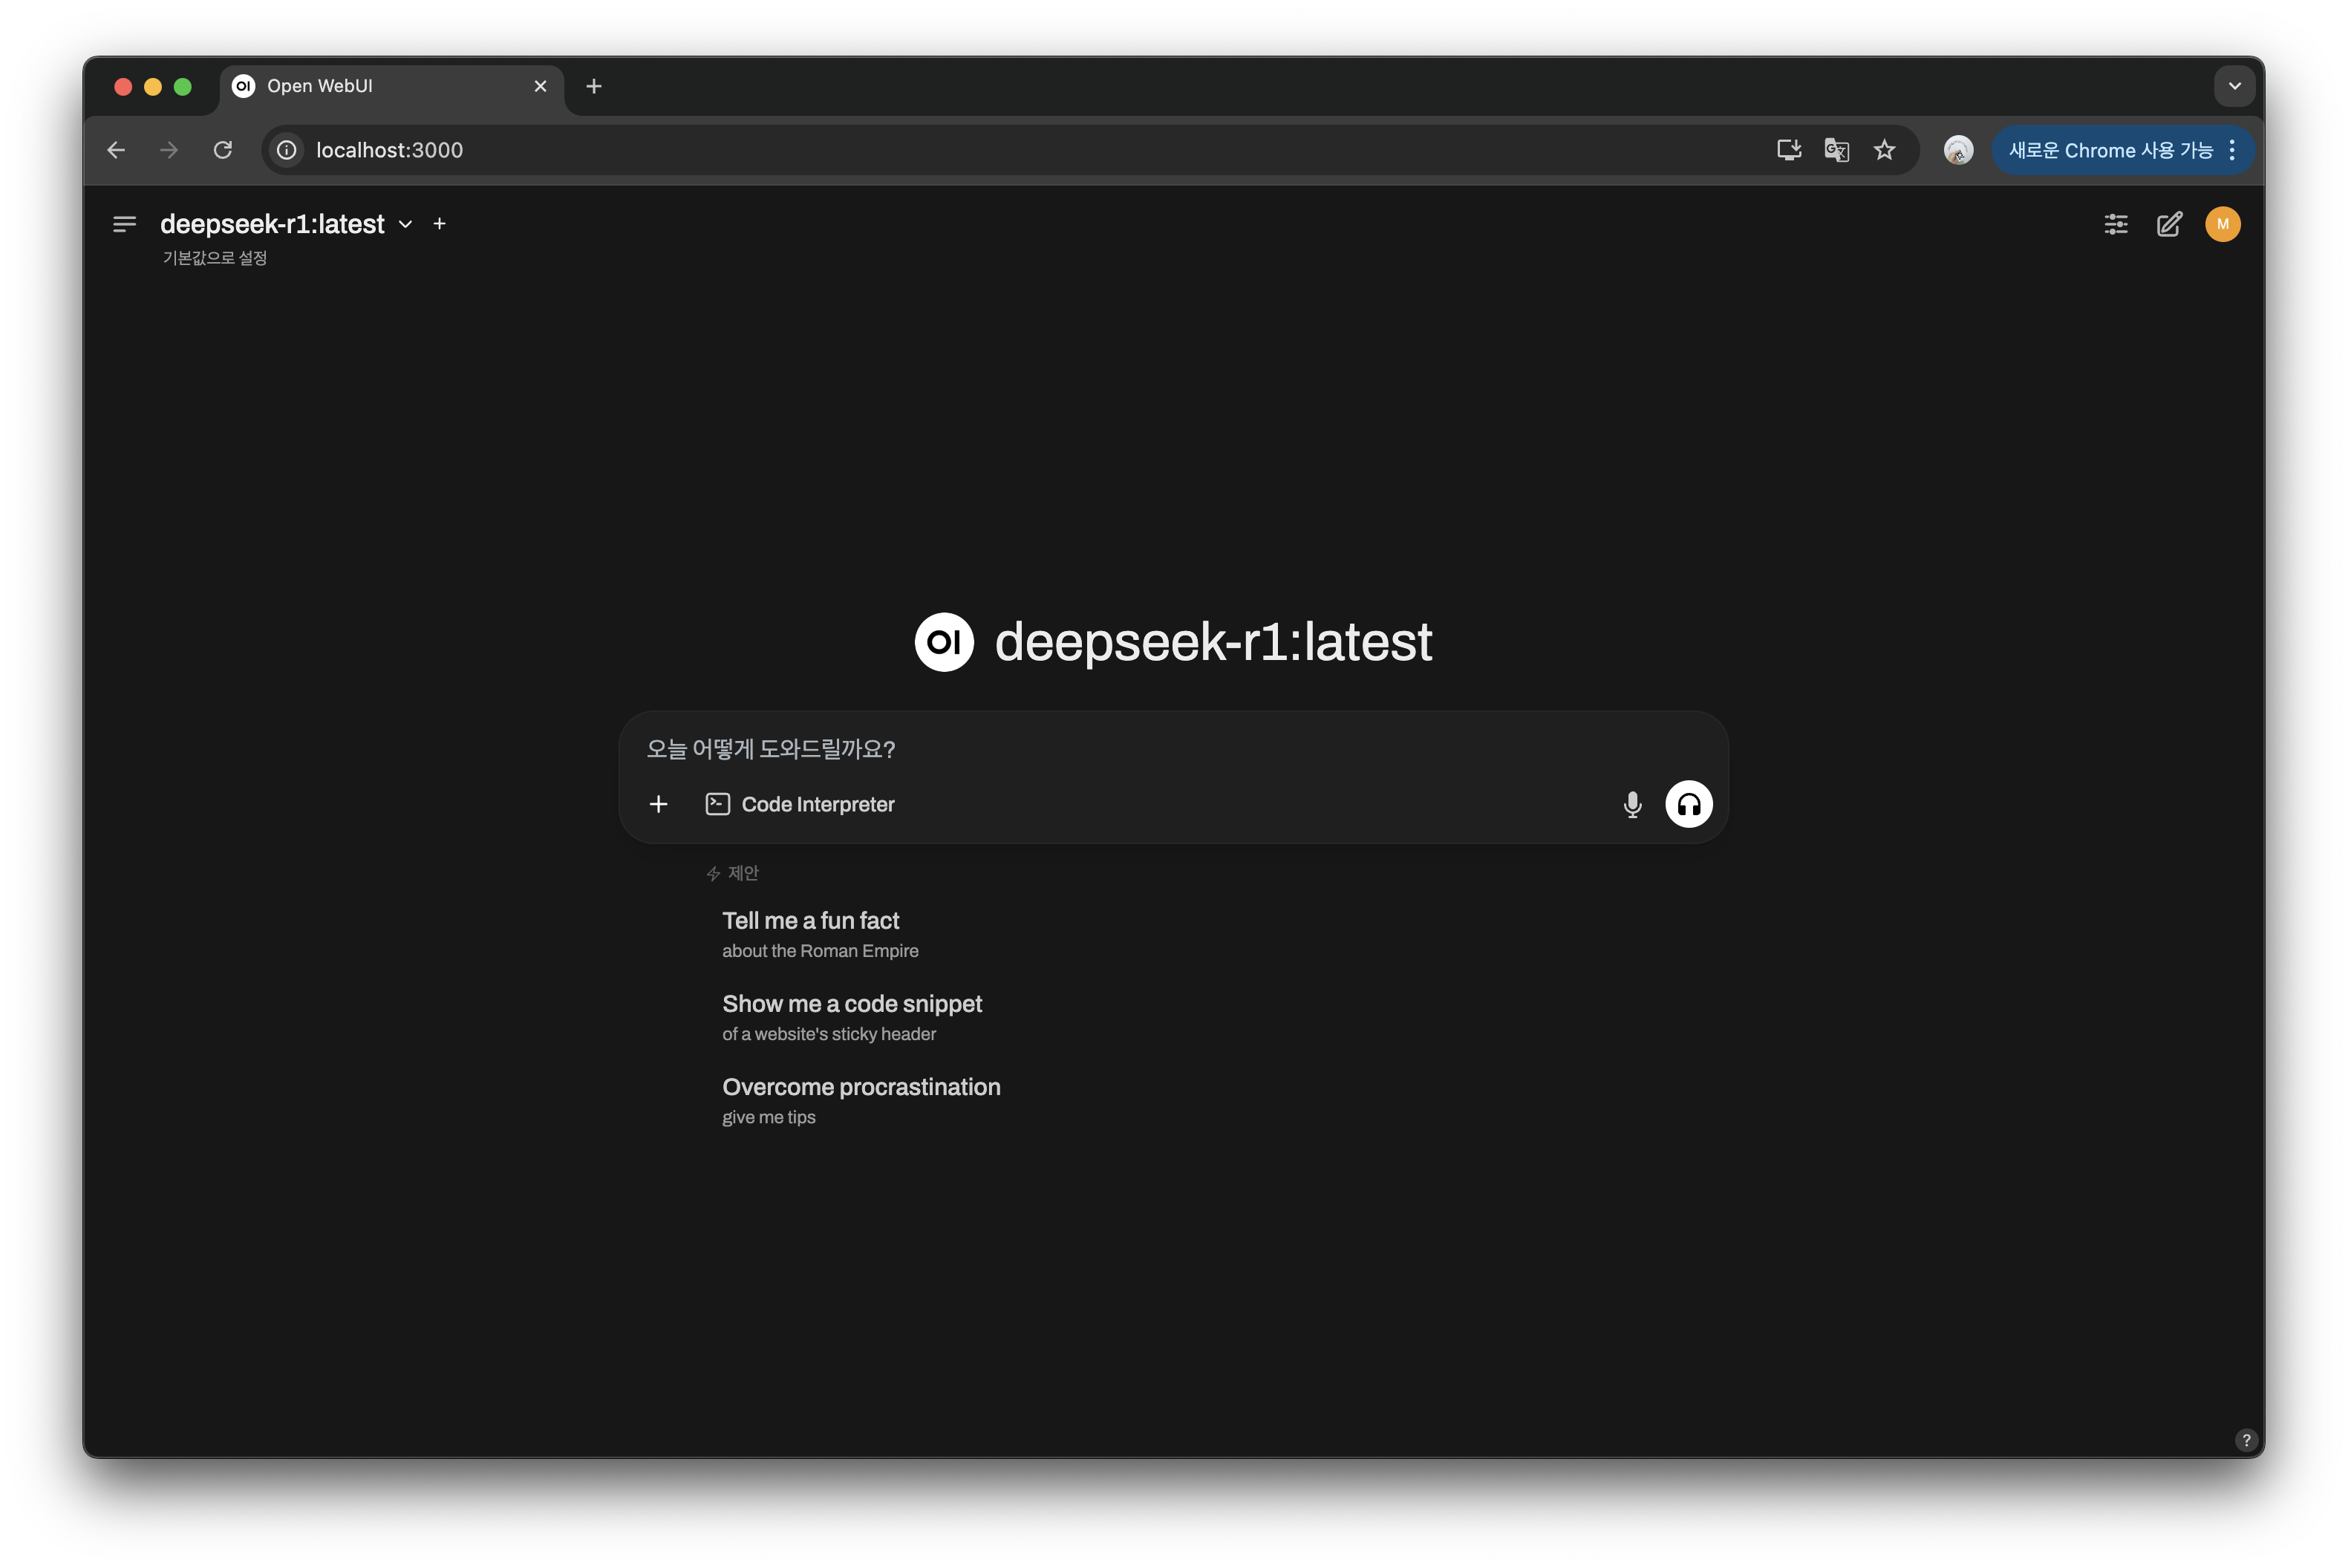 OI Open WebUI
localhost:3000
새로운 Chrome 사용 가능
deepseek-r1:latest
M
기본값으로 설정
OI deepseek-r1:latest
오늘 어떻게 도와드릴까요?
Code Interpreter
제안
Tell me a fun fact
about the Roman Empire
Show me a code snippet
of a website's sticky header
Overcome procrastination
give me tips
?